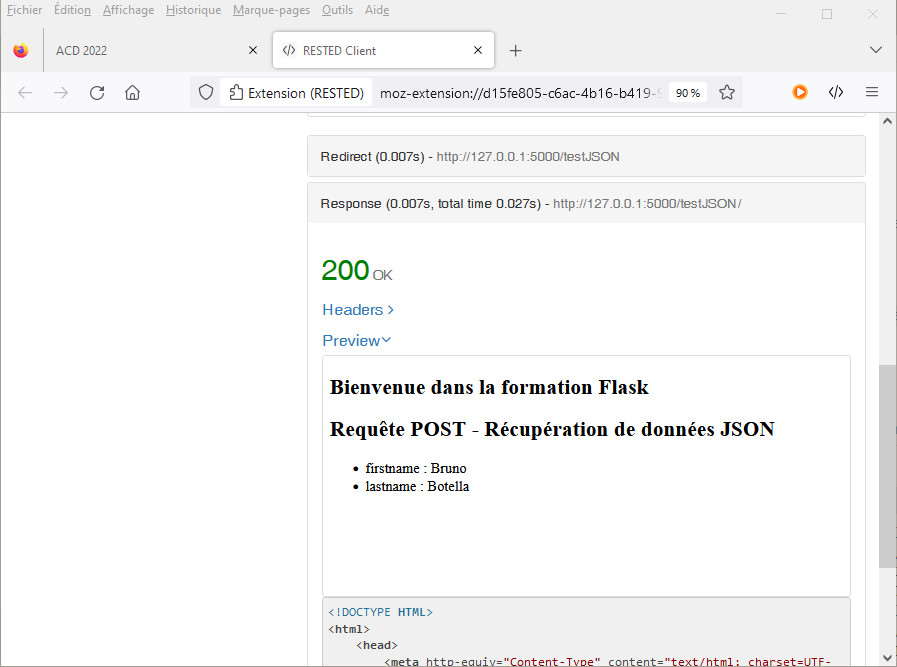 Fichier Édition Affichage Historique Marque-pages Outils Aide
ACD 2022
RESTED Client
Extension (RESTED) moz-extension://d15fe805-c6ac-4b16-b419- 90 %
Redirect (0.007s) - http://127.0.0.1:5000/testJSON
Response (0.007s, total time 0.027s) - http://127.0.0.1:5000/testJSON/
200 OK
Headers >
Preview
Bienvenue dans la formation Flask
Requête POST - Récupération de données JSON
• firstname : Bruno
• lastname : Botella
<!DOCTYPE HTML>
<html>
<head>
<meta http-equiv="Content-Type" content="text/html; charset=UTF-